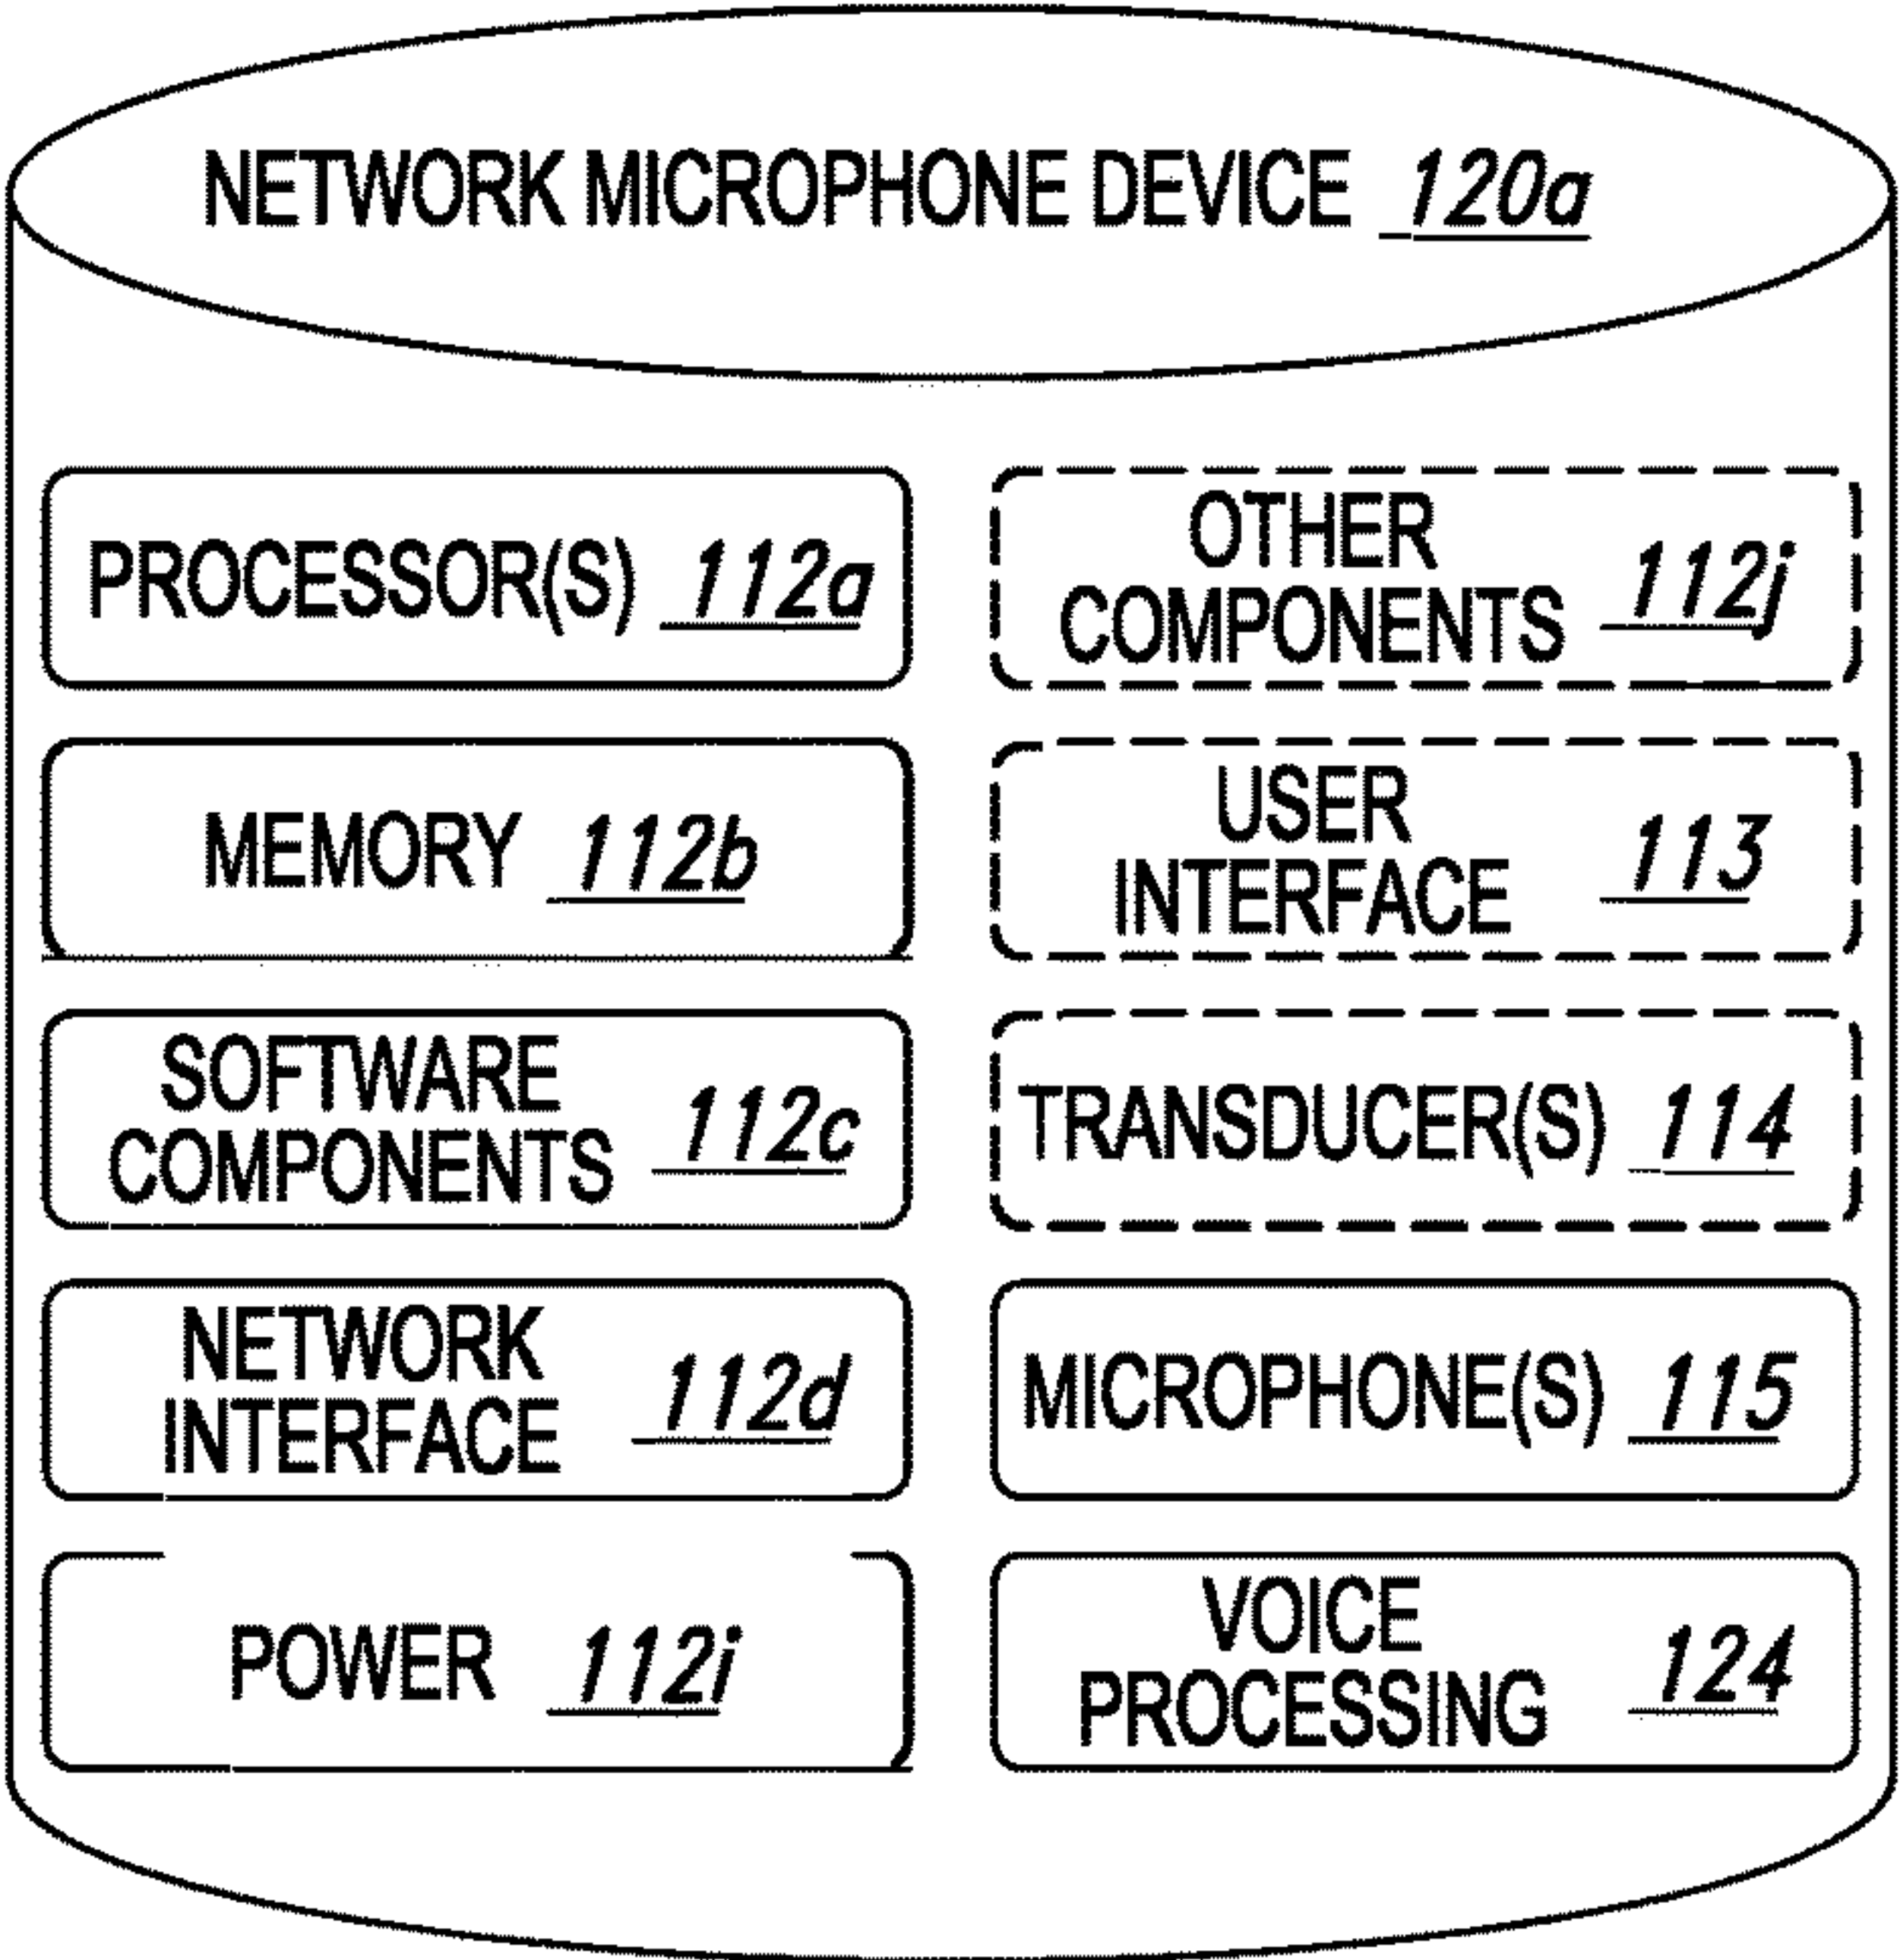 NETWORK MICROPHONE DEVICE 120a
PROCESSOR(S) 112a
MEMORY 112b
SOFTWARE
COMPONENTS 112c
NETWORK
INTERFACE 112d
POWER 112i
OTHER
COMPONENTS 112j
USER
INTERFACE 113
TRANSDUCER(S) 114
MICROPHONE(S) 115
VOICE
PROCESSING 124